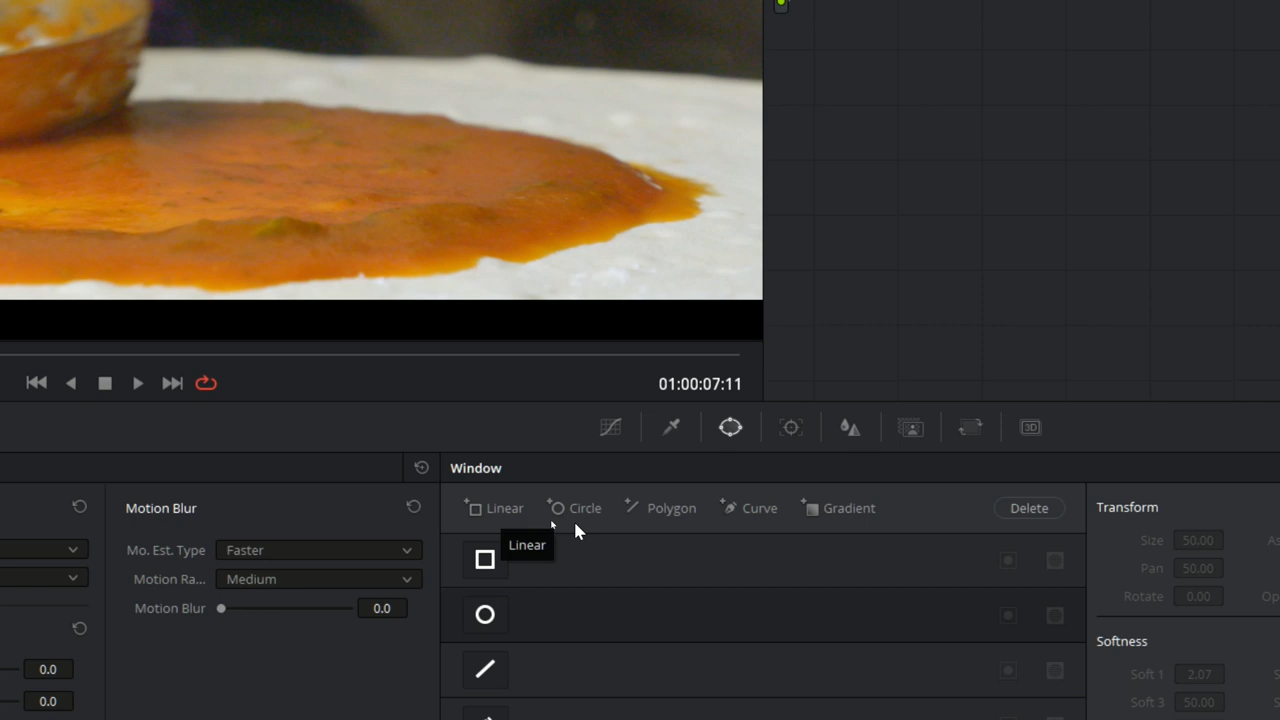 01:00:07:11
3D
Window
Motion Blur
Linear
Circle
Polygon
Curve
Gradient
Delete
Transform
Linear
Mo. Est. Type
Faster
Size
50.00
Motion Ra...
Medium
Pan
50.00
Motion Blur
0.0
Rotate
0.00
Softness
0.0
Soft 1
2.07
0.0
Soft 3
50.00